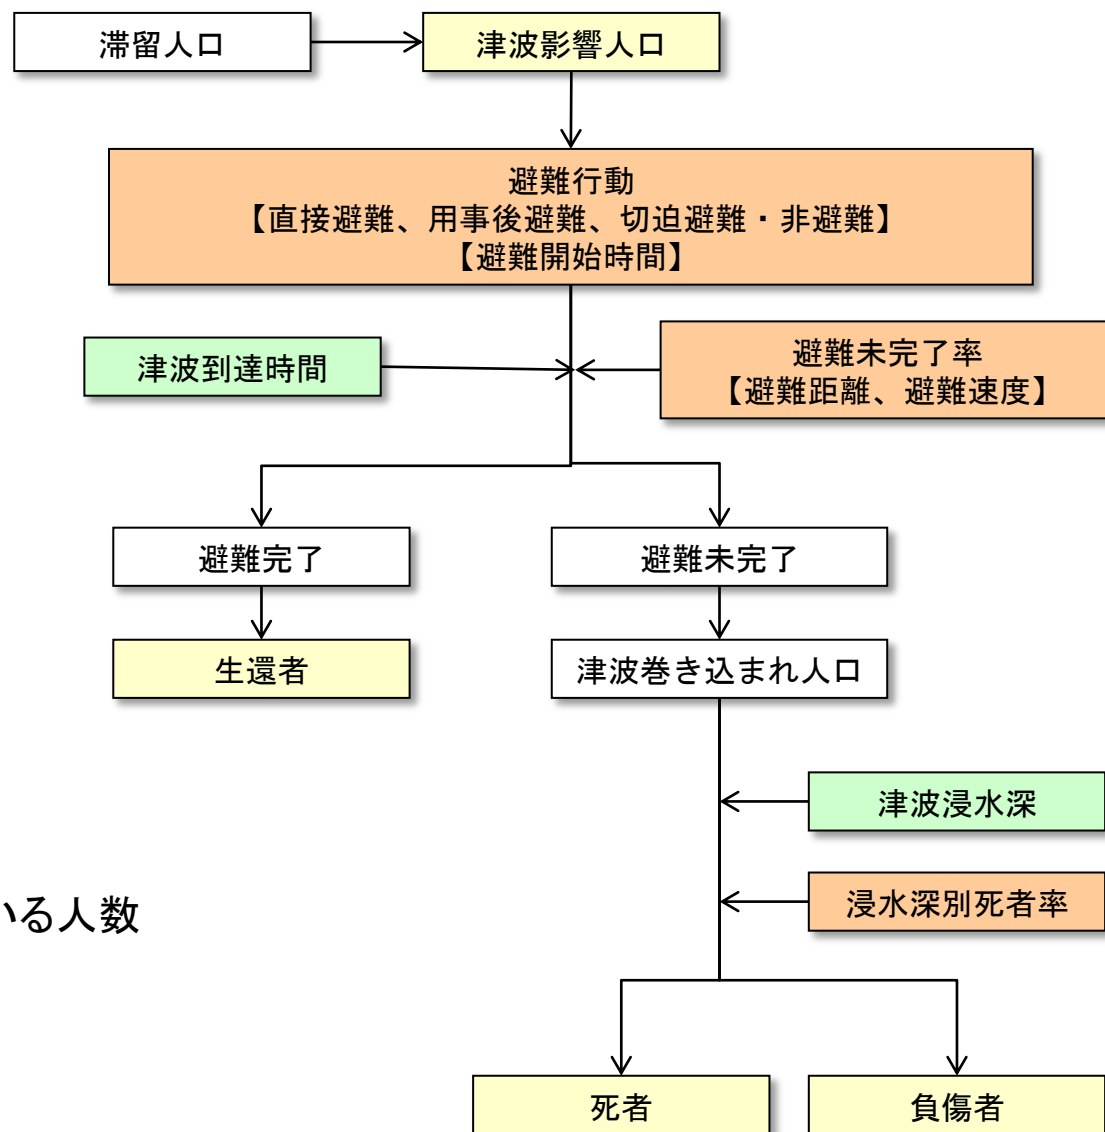 滞留人口
津波影響人口
避難行動
【直接避難、用事後避難、切迫避難・非避難】
【避難開始時間】
津波到達時間
避難未完了率
【避難距離、避難速度】
避難完了
避難未完了
生還者
津波巻き込まれ人口
津波浸水深
浸水深別死者率
いる人数
死者
負傷者